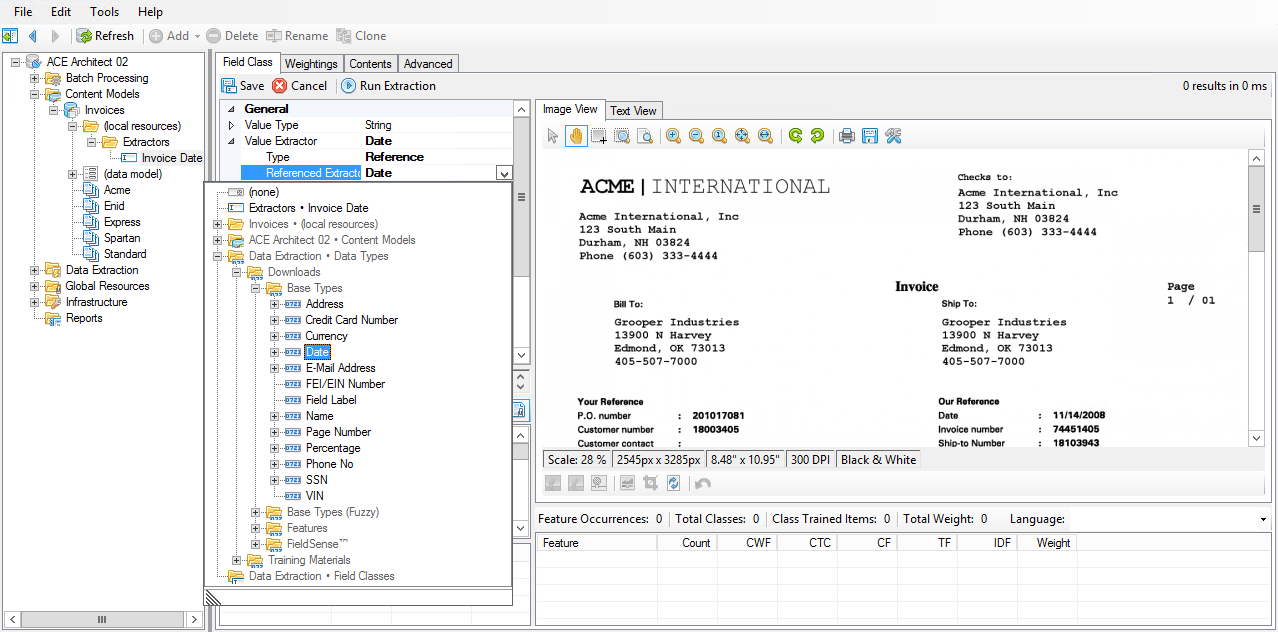 File Edit Tools Help
Refresh Add Delete Rename Clone
ACE Architect 02
Batch Processing
Content Models
Invoices
(local resources)
Extractors
Invoice Date
(data model)
Acme
Enid
Express
Spartan
Standard
Data Extraction
Global Resources
Infrastructure
Reports
Field Class Weightings Contents Advanced
Save Cancel Run Extraction
0 results in 0 ms
General
Value Type String
Value Extractor Date
Type Reference
Referenced Extracto Date
(none)
Extractors • Invoice Date
Invoices • (local resources)
ACE Architect 02 • Content Models
Data Extraction • Data Types
Downloads
Base Types
Address
Credit Card Number
Currency
Date
E-Mail Address
FEI/EIN Number
Field Label
Name
Page Number
Percentage
Phone No
SSN
VIN
Base Types (Fuzzy)
Features
FieldSense™
Training Materials
Data Extraction • Field Classes
Image View Text View
ACME | INTERNATIONAL
Acme International, Inc
123 South Main
Durham, NH 03824
Phone (603) 333-4444
Checks to:
Acme International, Inc
123 South Main
Durham, NH 03824
Phone (603) 333-4444
Invoice
Page
1 / 01
Bill To:
Grooper Industries
13900 N Harvey
Edmond, OK 73013
405-507-7000
Ship To:
Grooper Industries
13900 N Harvey
Edmond, OK 73013
405-507-7000
Your Reference
P.O. number : 201017081
Customer number : 18003405
Customer contact :
Our Reference
Date : 11/14/2008
Invoice number : 74451405
Ship-to Number : 18103943
Scale: 28 % 2545px x 3285px 8.48" x 10.95" 300 DPI Black & White
Feature Occurrences: 0 Total Classes: 0 Class Trained Items: 0 Total Weight: 0 Language:
Feature Count CWF CTC CF TF IDF Weight